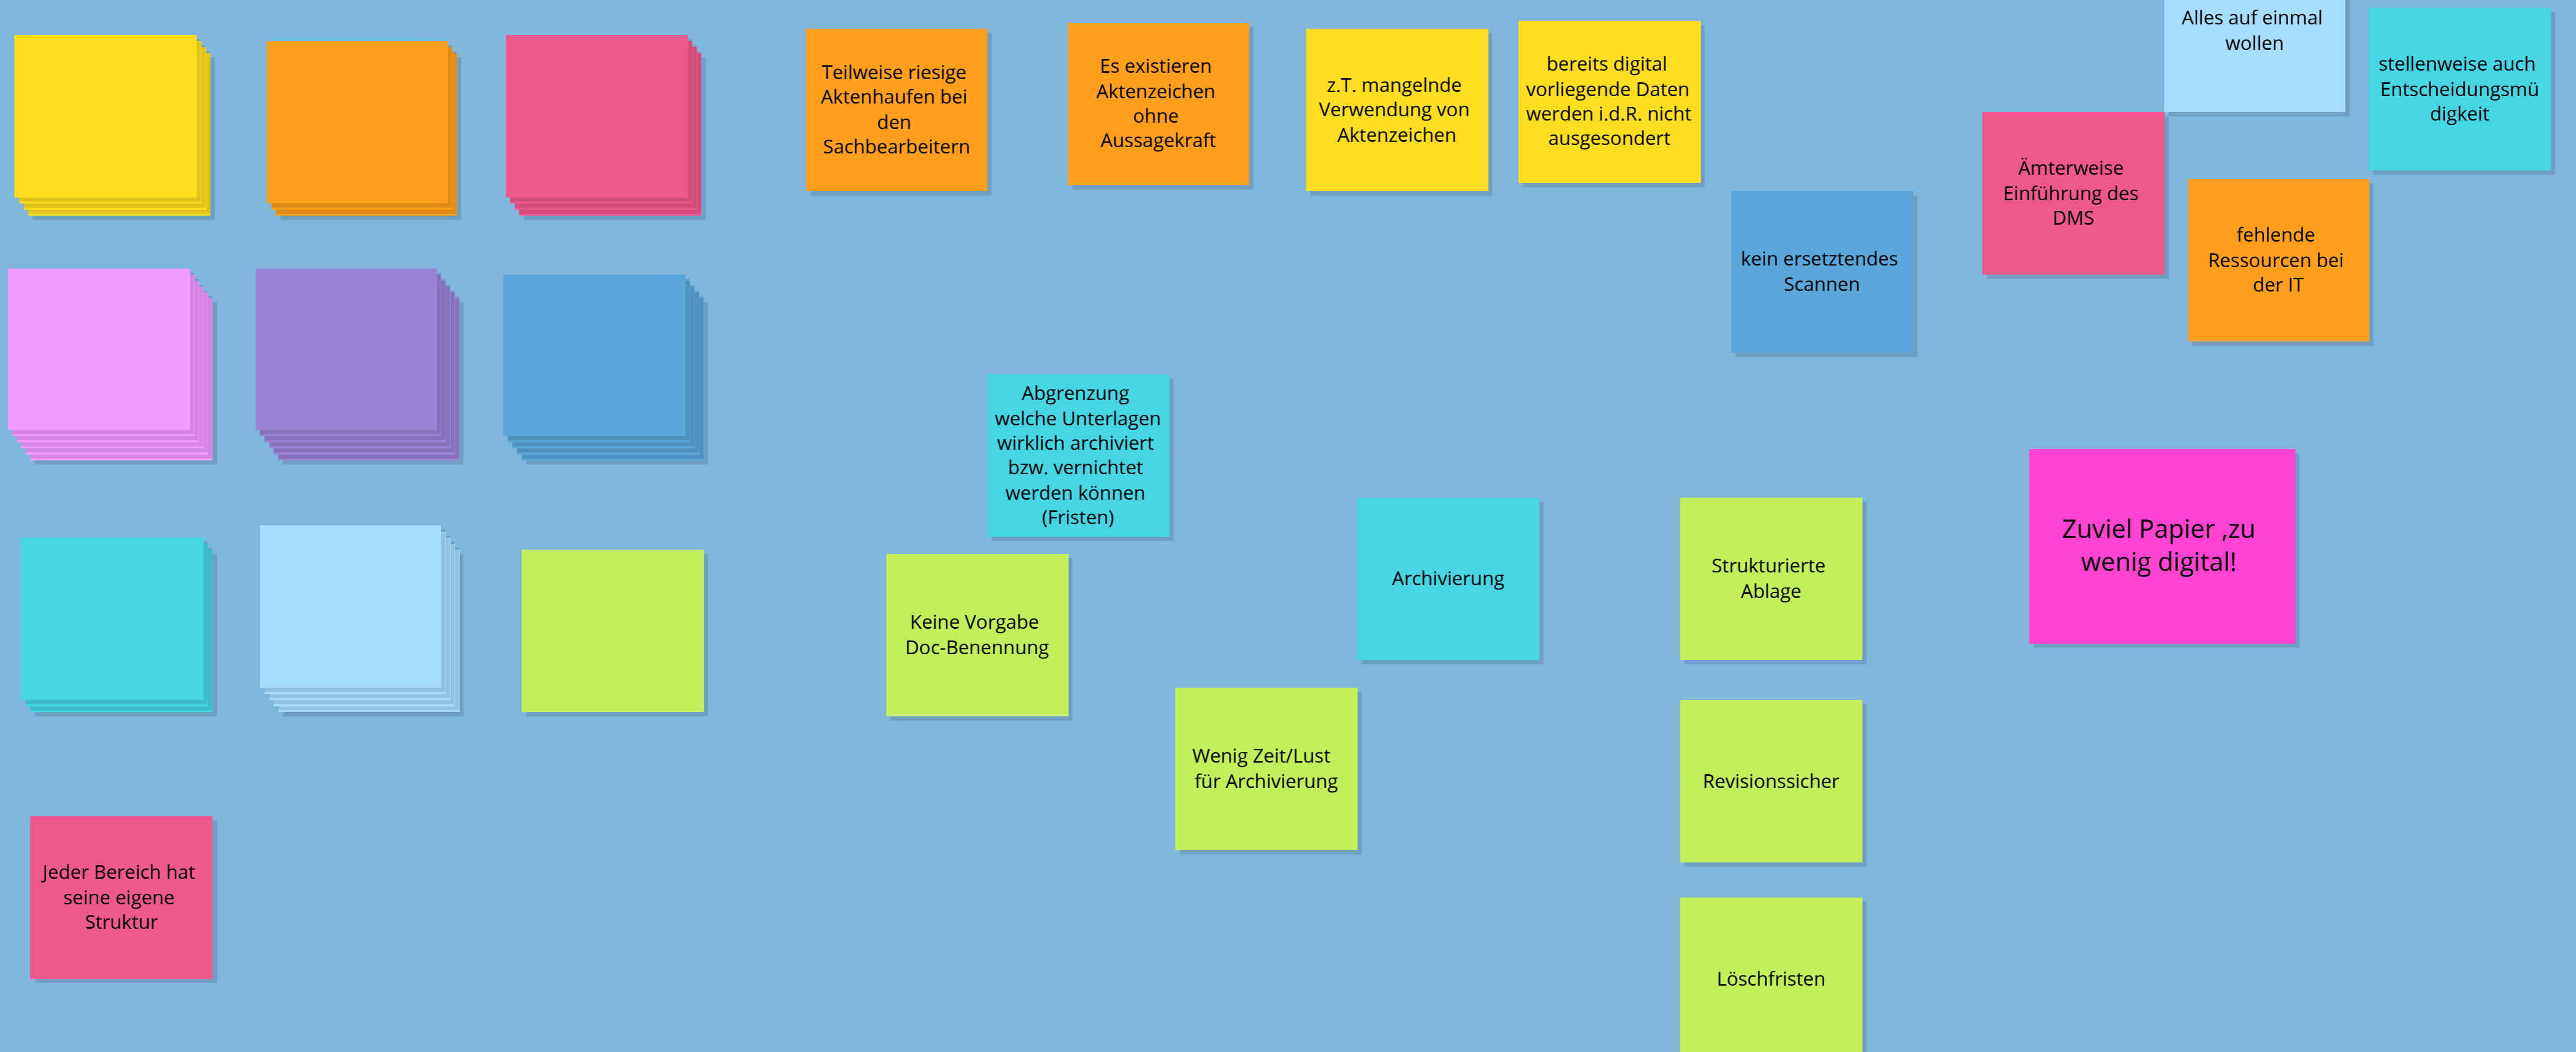 Teilweise riesige
Aktenhaufen bei
den
Sachbearbeitern
Es existieren
Aktenzeichen
ohne
Aussagekraft
z.T. mangelnde
Verwendung von
Aktenzeichen
bereits digital
vorliegende Daten
werden i.d.R. nicht
ausgesondert
Alles auf einmal
wollen
stellenweise auch
Entscheidungsmü
digkeit
Ämterweise
Einführung des
DMS
fehlende
Ressourcen bei
der IT
kein ersetztendes
Scannen
Abgrenzung
welche Unterlagen
wirklich archiviert
bzw. vernichtet
werden können
(Fristen)
Archivierung
Strukturierte
Ablage
Zuviel Papier ,zu
wenig digital!
Keine Vorgabe
Doc-Benennung
Wenig Zeit/Lust
für Archivierung
Revisionssicher
Jeder Bereich hat
seine eigene
Struktur
Löschfristen